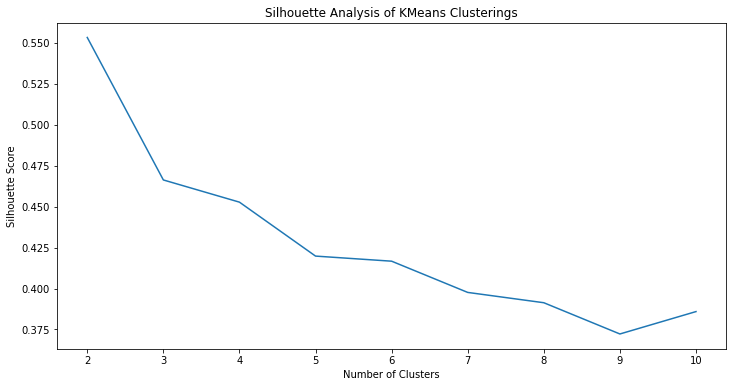 Silhouette Analysis of KMeans Clusterings
0.550
0.525
0.500
0.475
0.450
0.425
0.400
0.375
Silhouette Score
2 3 4 5 6 7 8 9 10
Number of Clusters